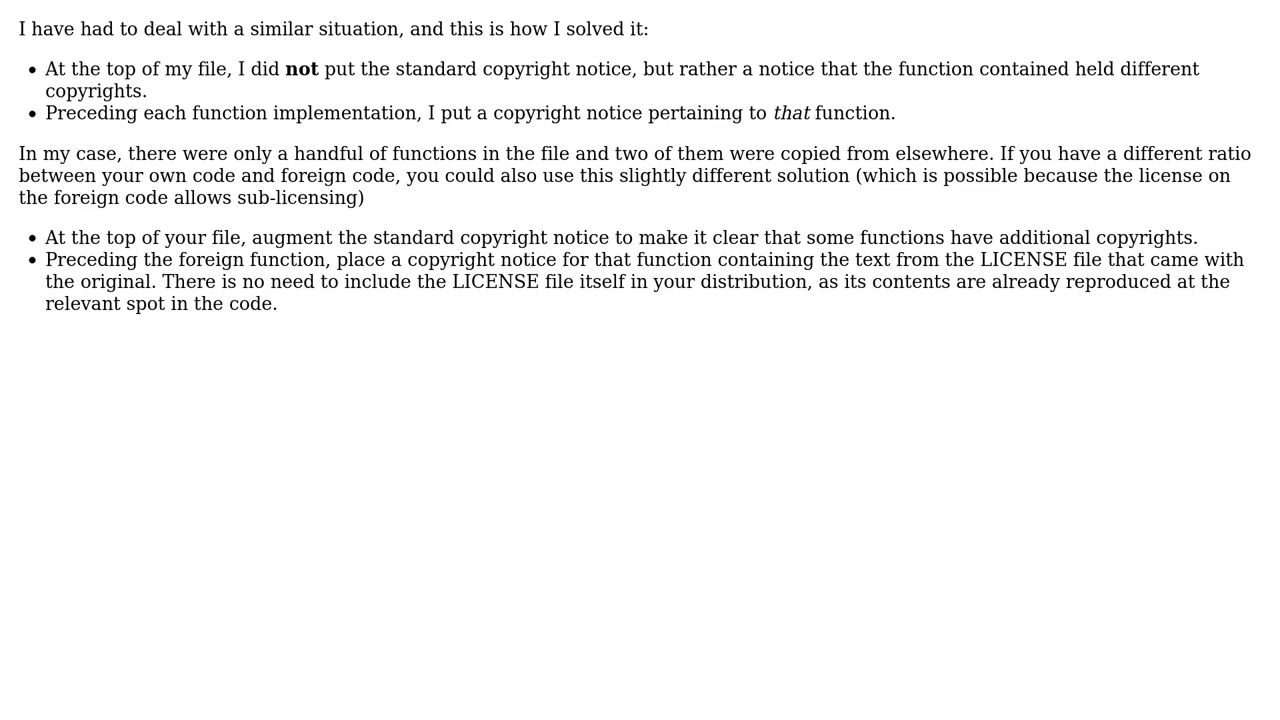 I have had to deal with a similar situation, and this is how I solved it:
• At the top of my file, I did not put the standard copyright notice, but rather a notice that the function contained held different
copyrights.
• Preceding each function implementation, I put a copyright notice pertaining to that function.
In my case, there were only a handful of functions in the file and two of them were copied from elsewhere. If you have a different ratio
between your own code and foreign code, you could also use this slightly different solution (which is possible because the license on
the foreign code allows sub-licensing)
• At the top of your file, augment the standard copyright notice to make it clear that some functions have additional copyrights.
• Preceding the foreign function, place a copyright notice for that function containing the text from the LICENSE file that came with
the original. There is no need to include the LICENSE file itself in your distribution, as its contents are already reproduced at the
relevant spot in the code.